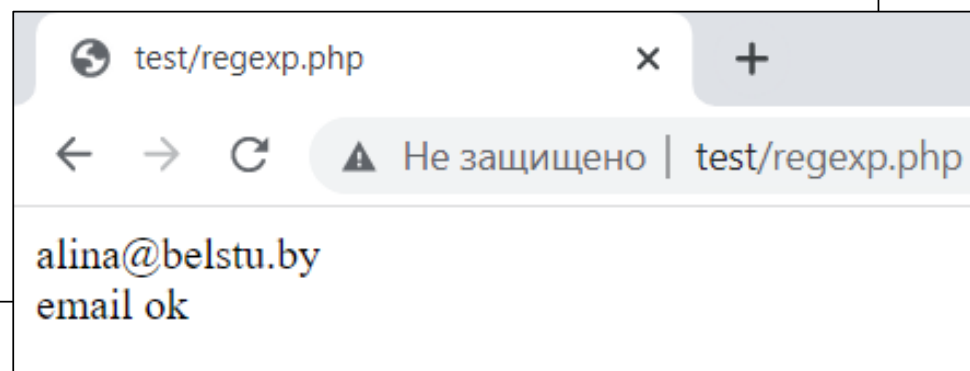 test/regexp.php
Не защищено | test/regexp.php
alina@belstu.by
email ok